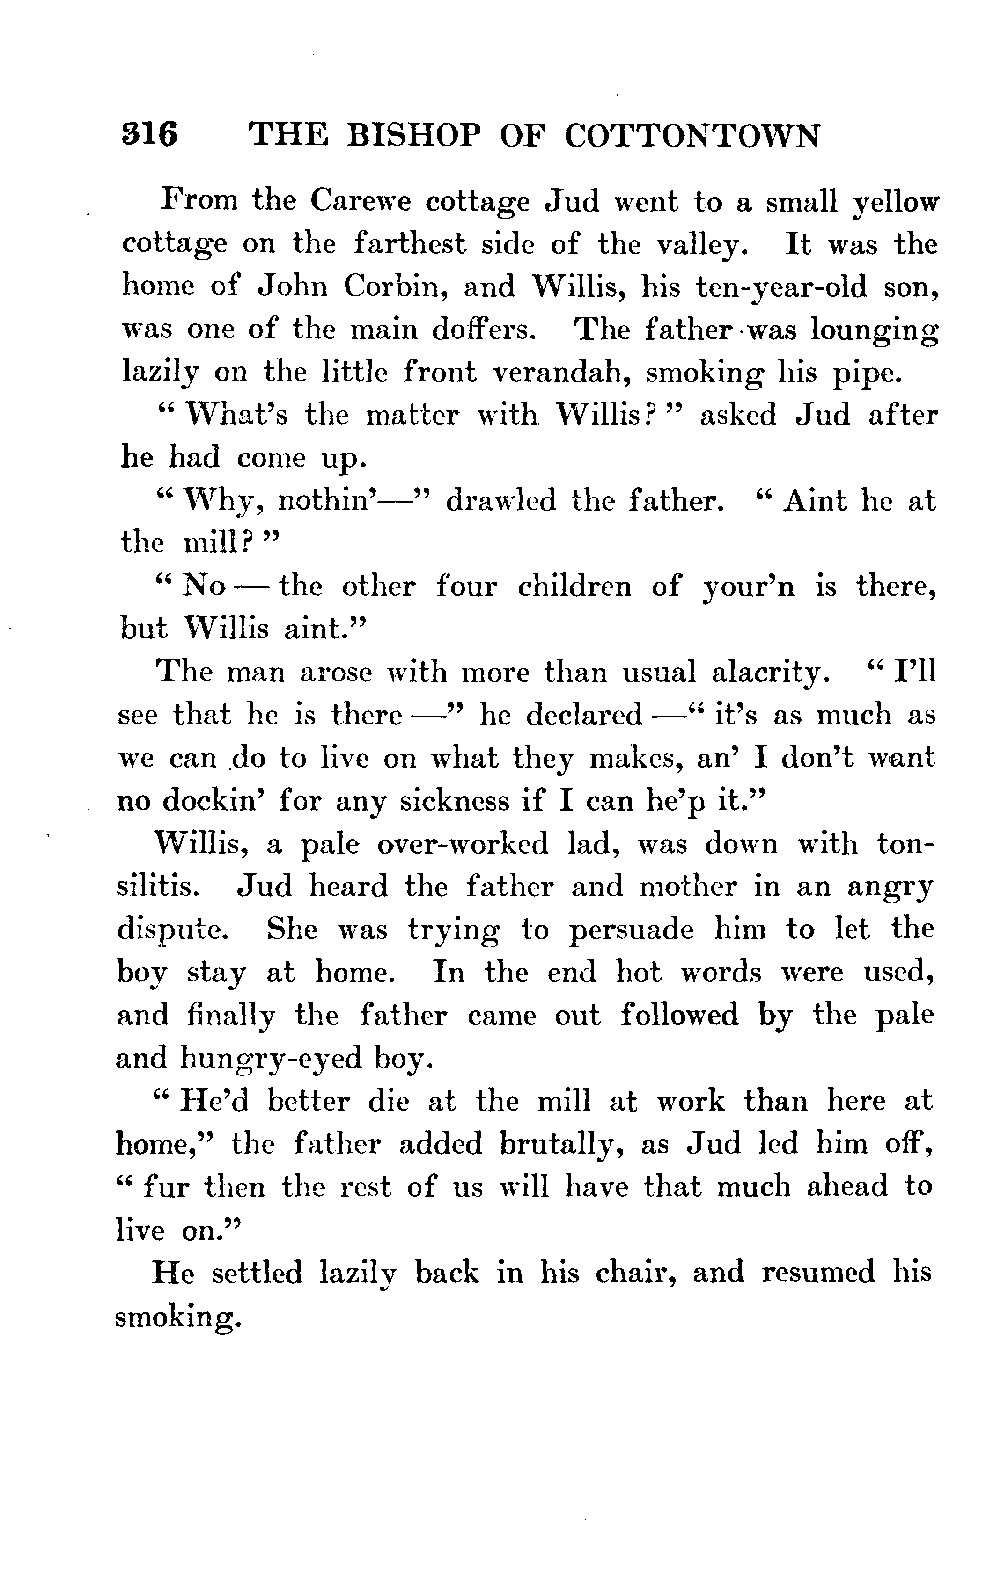 316 THE BISHOP OF COTTONTOWN
From the Carewe cottage Jud went to a small yellow
cottage on the farthest side of the valley. It was the
home of John Corbin, and Willis, his ten-year-old son,
was one of the main doffers. The father was lounging
lazily on the little front verandah, smoking his pipe.
“ What’s the matter with Willis? ” asked Jud after
he had come up.
“ Why, nothin’—” drawled the father. “ Aint he at
the mill? ”
“ No — the other four children of your’n is there,
but Willis aint.”
The man arose with more than usual alacrity. “ I’ll
see that he is there —” he declared —“ it’s as much as
we can do to live on what they makes, an’ I don’t want
no dockin’ for any sickness if I can he’p it.”
Willis, a pale over-worked lad, was down with ton-
silitis. Jud heard the father and mother in an angry
dispute. She was trying to persuade him to let the
boy stay at home. In the end hot words were used,
and finally the father came out followed by the pale
and hungry-eyed boy.
“ He’d better die at the mill at work than here at
home,” the father added brutally, as Jud led him off,
“ fur then the rest of us will have that much ahead to
live on.”
He settled lazily back in his chair, and resumed his
smoking.